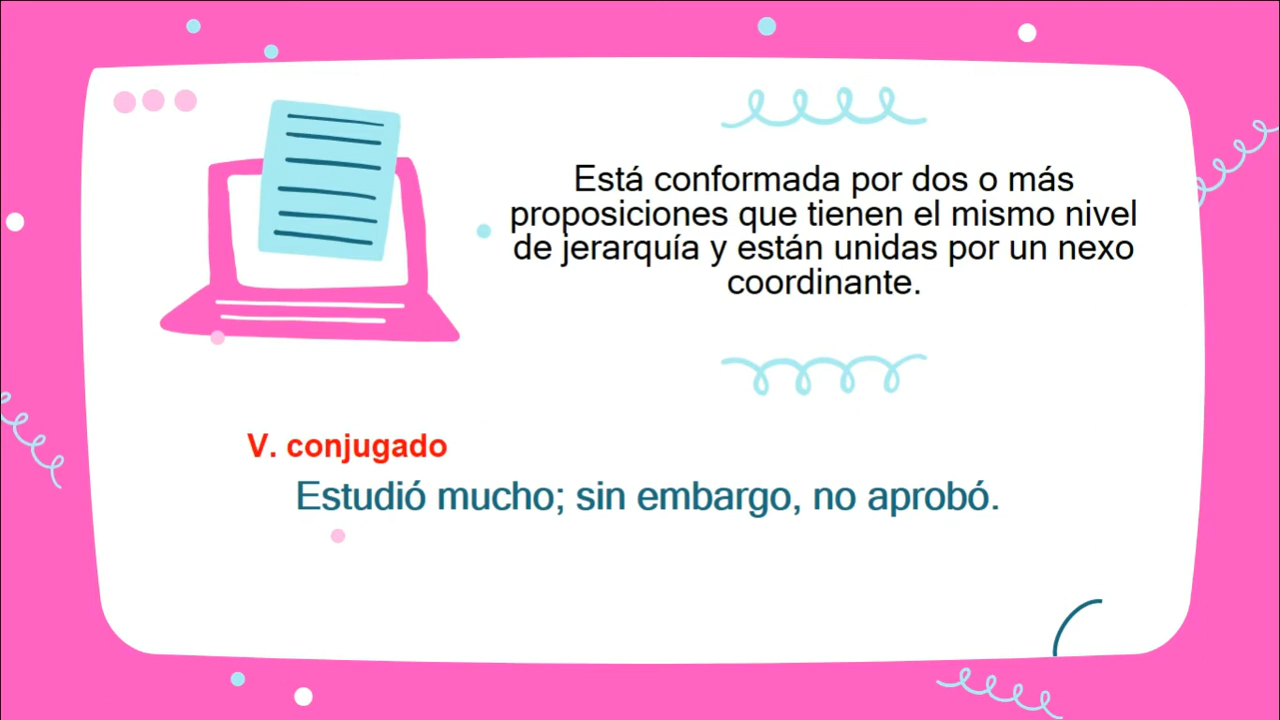 Está conformada por dos o más
proposiciones que tienen el mismo nivel
de jerarquía y están unidas por un nexo
coordinante.
V. conjugado
Estudió mucho; sin embargo, no aprobó.